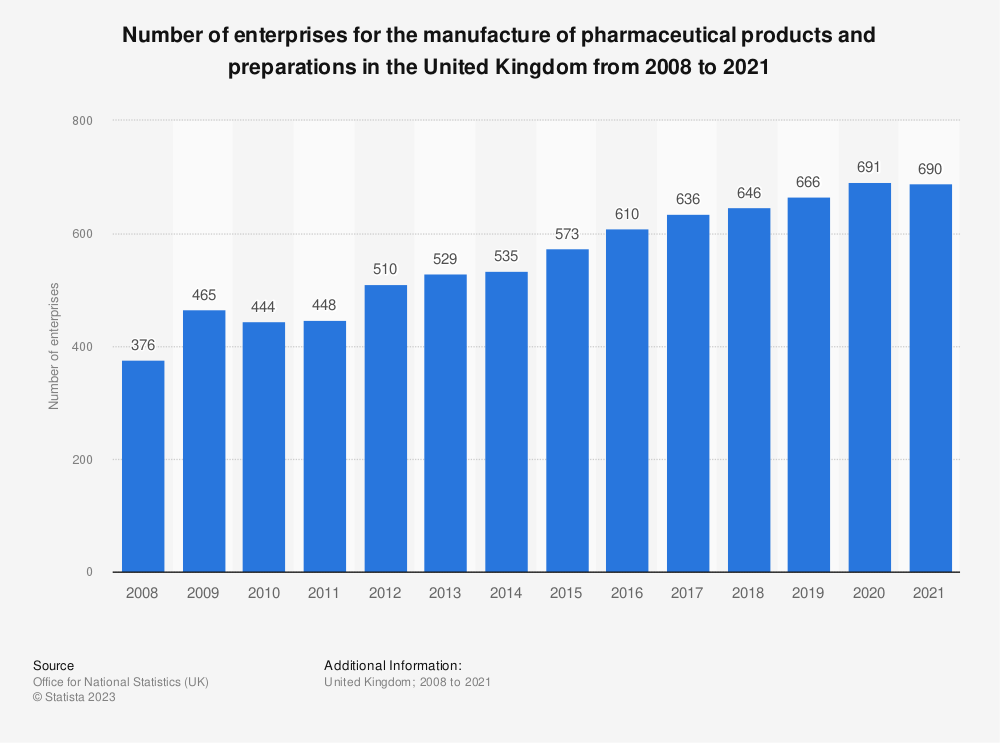 Number of enterprises for the manufacture of pharmaceutical products and
preparations in the United Kingdom from 2008 to 2021
800
600
400
200
0
Number of enterprises
376
465
444
448
510
529
535
573
610
636
646
666
691
690
2008 2009 2010 2011 2012 2013 2014 2015 2016 2017 2018 2019 2020 2021
Source
Office for National Statistics (UK)
© Statista 2023
Additional Information:
United Kingdom; 2008 to 2021